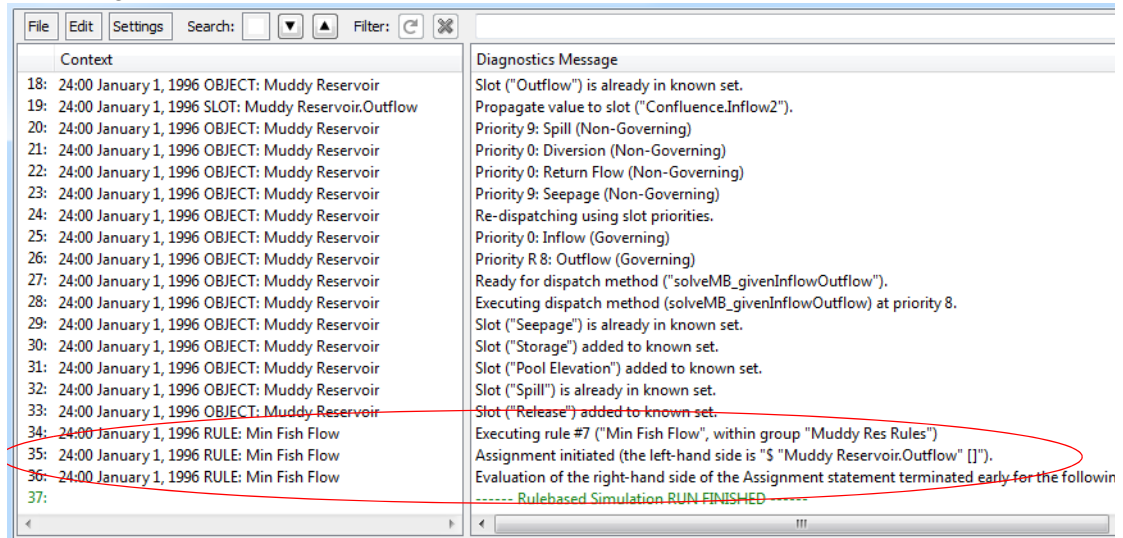 File Edit Settings Search: Filter:
Context Diagnostics Message
18: 24:00 January 1, 1996 OBJECT: Muddy Reservoir Slot ("Outflow") is already in known set.
19: 24:00 January 1, 1996 SLOT: Muddy Reservoir.Outflow Propagate value to slot ("Confluence.Inflow2").
20: 24:00 January 1, 1996 OBJECT: Muddy Reservoir Priority 9: Spill (Non-Governing)
21: 24:00 January 1, 1996 OBJECT: Muddy Reservoir Priority 0: Diversion (Non-Governing)
22: 24:00 January 1, 1996 OBJECT: Muddy Reservoir Priority 0: Return Flow (Non-Governing)
23: 24:00 January 1, 1996 OBJECT: Muddy Reservoir Priority 9: Seepage (Non-Governing)
24: 24:00 January 1, 1996 OBJECT: Muddy Reservoir Re-dispatching using slot priorities.
25: 24:00 January 1, 1996 OBJECT: Muddy Reservoir Priority 0: Inflow (Governing)
26: 24:00 January 1, 1996 OBJECT: Muddy Reservoir Priority R 8: Outflow (Governing)
27: 24:00 January 1, 1996 OBJECT: Muddy Reservoir Ready for dispatch method ("solveMB_givenInflowOutflow").
28: 24:00 January 1, 1996 OBJECT: Muddy Reservoir Executing dispatch method (solveMB_givenInflowOutflow) at priority 8.
29: 24:00 January 1, 1996 OBJECT: Muddy Reservoir Slot ("Seepage") is already in known set.
30: 24:00 January 1, 1996 OBJECT: Muddy Reservoir Slot ("Storage") added to known set.
31: 24:00 January 1, 1996 OBJECT: Muddy Reservoir Slot ("Pool Elevation") added to known set.
32: 24:00 January 1, 1996 OBJECT: Muddy Reservoir Slot ("Spill") is already in known set.
33: 24:00 January 1, 1996 OBJECT: Muddy Reservoir Slot ("Release") added to known set.
34: 24:00 January 1, 1996 RULE: Min Fish Flow Executing rule #7 ("Min Fish Flow", within group "Muddy Res Rules")
35: 24:00 January 1, 1996 RULE: Min Fish Flow Assignment initiated (the left-hand side is "$ "Muddy Reservoir.Outflow" []").
36: 24:00 January 1, 1996 RULE: Min Fish Flow Evaluation of the right-hand side of the Assignment statement terminated early for the followin
37: ------ Rulebased Simulation RUN FINISHED ------